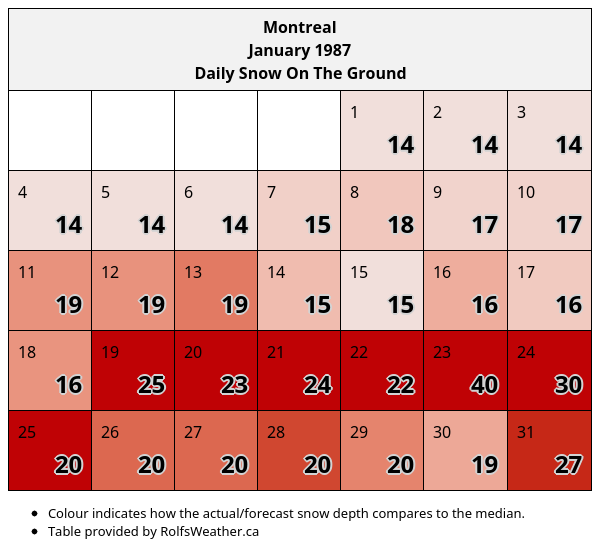 Montreal
January 1987
Daily Snow On The Ground
1 2 3
14 14 14
4 5 6 7 8 9 10
14 14 14 15 18 17 17
11 12 13 14 15 16 17
19 19 19 15 15 16 16
18 19 20 21 22 23 24
16 25 23 24 22 40 30
25 26 27 28 29 30 31
20 20 20 20 20 19 27
Colour indicates how the actual/forecast snow depth compares to the median.
Table provided by RolfsWeather.ca